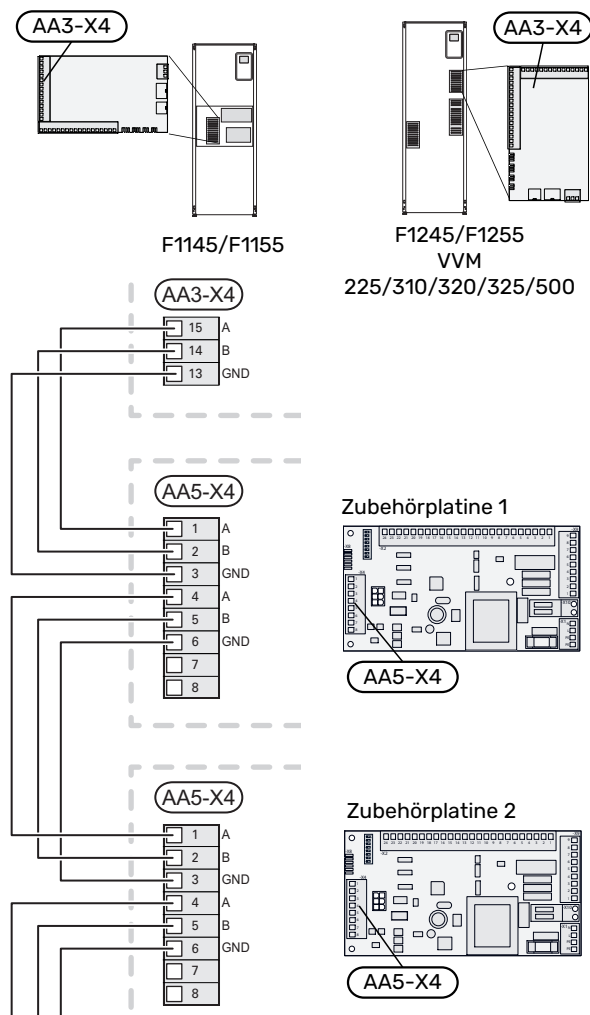 AA3-X4
AA3-X4
F1145/F1155
F1245/F1255
VVM
225/310/320/325/500
AA3-X4
15 A
14 B
13 GND
AA5-X4
1 A
2 B
3 GND
4 A
5 B
6 GND
7
8
Zubehörplatine 1
AA5-X4
AA5-X4
1 A
2 B
3 GND
4 A
5 B
6 GND
7
8
Zubehörplatine 2
AA5-X4